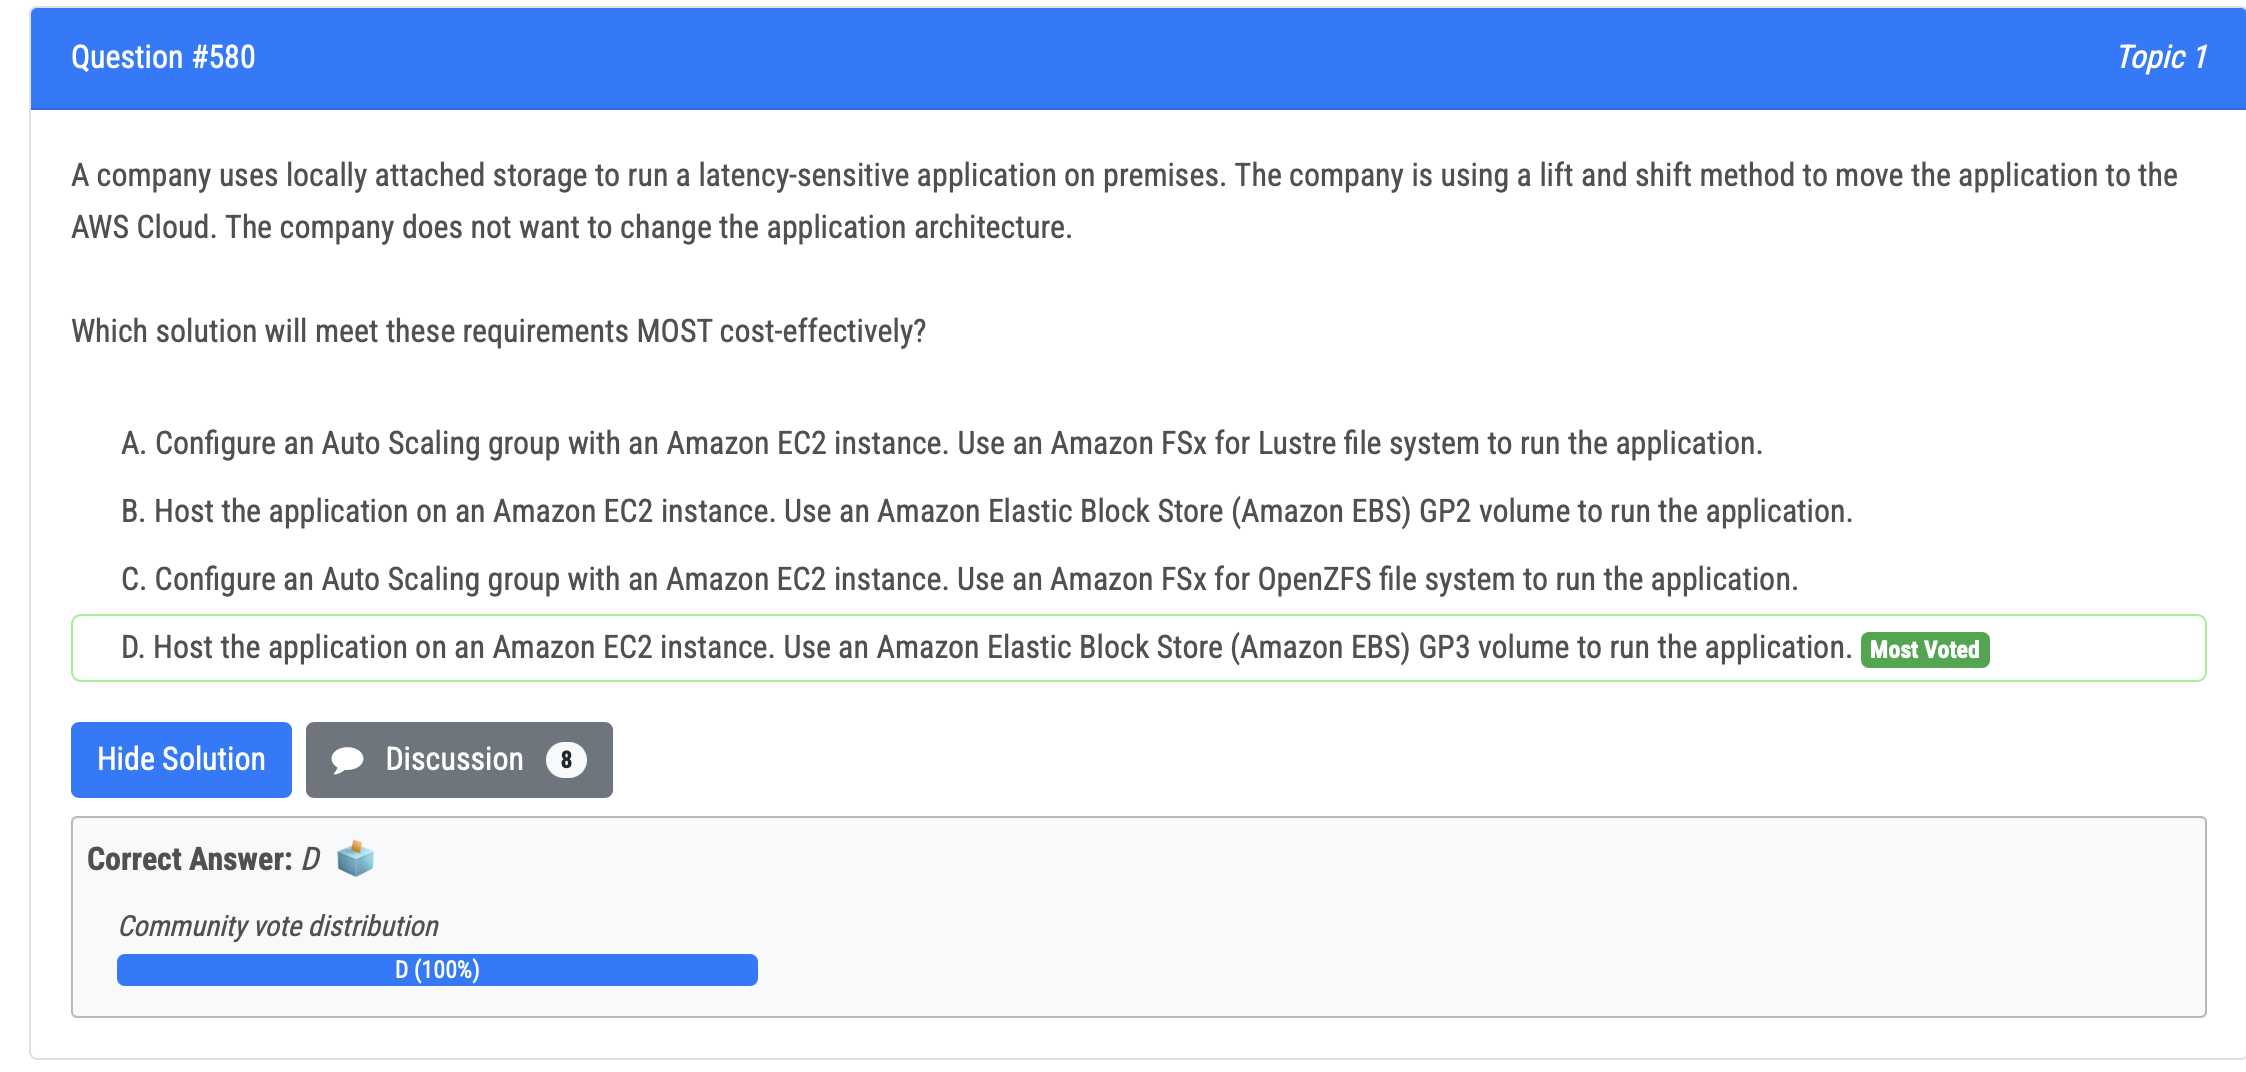 Question #580
Topic 1
A company uses locally attached storage to run a latency-sensitive application on premises. The company is using a lift and shift method to move the application to the
AWS Cloud. The company does not want to change the application architecture.
Which solution will meet these requirements MOST cost-effectively?
A. Configure an Auto Scaling group with an Amazon EC2 instance. Use an Amazon FSx for Lustre file system to run the application.
B. Host the application on an Amazon EC2 instance. Use an Amazon Elastic Block Store (Amazon EBS) GP2 volume to run the application.
C. Configure an Auto Scaling group with an Amazon EC2 instance. Use an Amazon FSx for OpenZFS file system to run the application.
D. Host the application on an Amazon EC2 instance. Use an Amazon Elastic Block Store (Amazon EBS) GP3 volume to run the application. Most Voted
Hide Solution
Discussion 8
Correct Answer: D
Community vote distribution
D (100%)